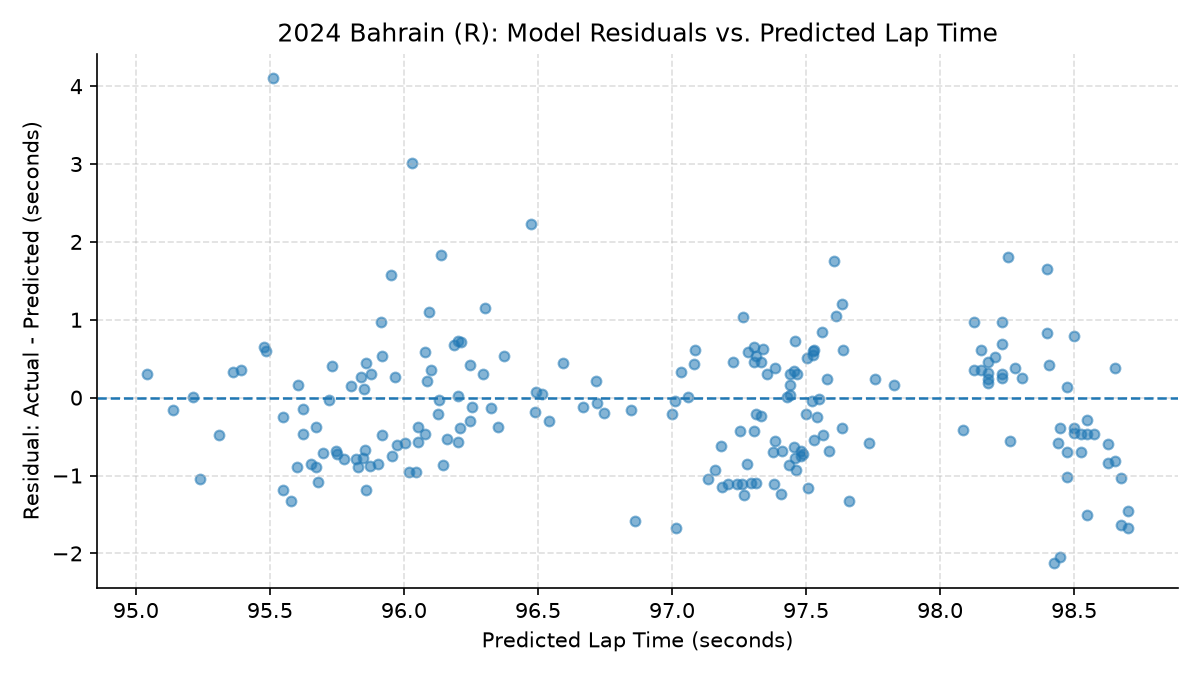 2024 Bahrain (R): Model Residuals vs. Predicted Lap Time
Residual: Actual - Predicted (seconds)
4
3
2
1
0
−1
−2
95.0 95.5 96.0 96.5 97.0 97.5 98.0 98.5
Predicted Lap Time (seconds)